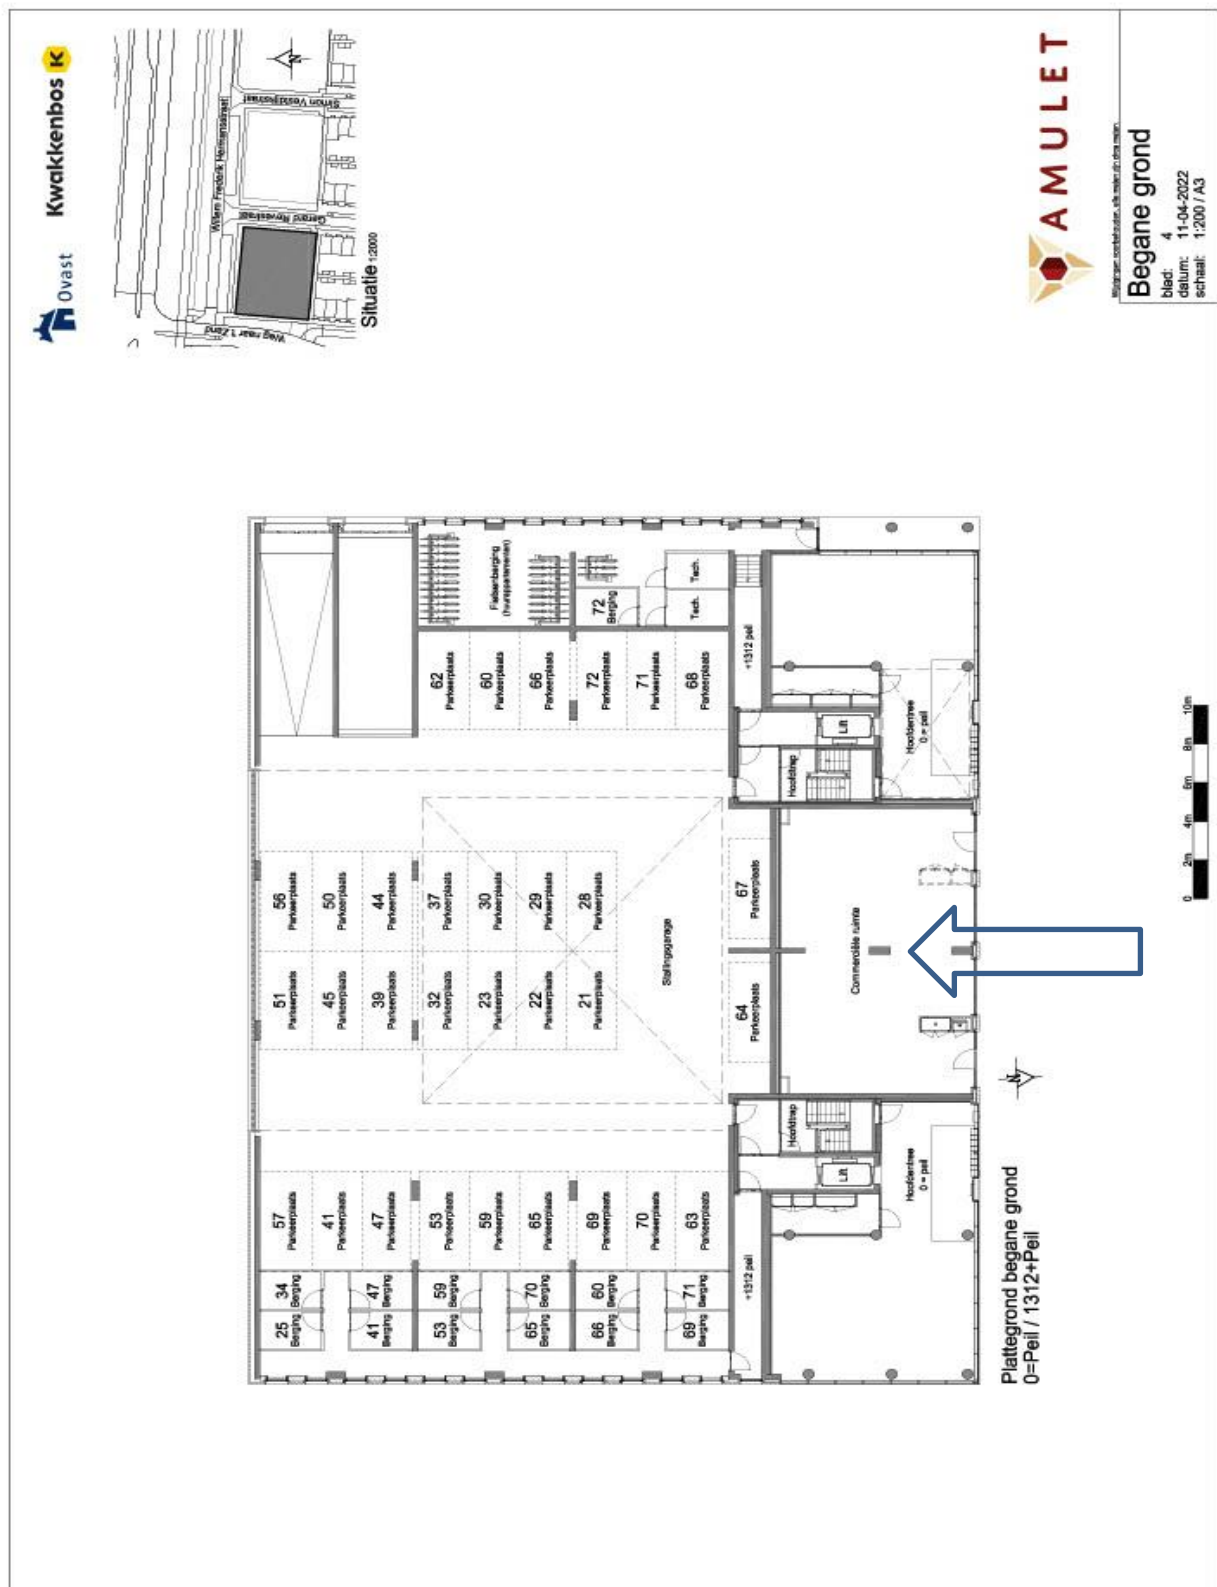 Ovast
Kwakkenbos K
Willem Frederik Hermansstraat
Simon Vestdijkstraat
Gerard Revestraat
Weg naar 't Zand
N
Situatie 1:2000
AMULET
Begane grond
blad: 4
datum: 11-04-2022
schaal: 1:200 / A3
25
Berging
34
Berging
57
Parkeerplaats
51
Parkeerplaats
56
Parkeerplaats
41
Parkeerplaats
45
Parkeerplaats
50
Parkeerplaats
41
Berging
47
Berging
47
Parkeerplaats
39
Parkeerplaats
44
Parkeerplaats
53
Berging
59
Berging
53
Parkeerplaats
32
Parkeerplaats
37
Parkeerplaats
62
Parkeerplaats
59
Parkeerplaats
23
Parkeerplaats
30
Parkeerplaats
60
Parkeerplaats
Fietsenberging
(huurappartementen)
65
Berging
70
Berging
65
Parkeerplaats
22
Parkeerplaats
29
Parkeerplaats
66
Parkeerplaats
66
Berging
60
Berging
69
Parkeerplaats
21
Parkeerplaats
28
Parkeerplaats
72
Parkeerplaats
72
Berging
70
Parkeerplaats
71
Parkeerplaats
69
Berging
71
Berging
63
Parkeerplaats
Stallingsgarage
68
Parkeerplaats
Tech.
Tech.
+1312 peil
64
Parkeerplaats
67
Parkeerplaats
+1312 peil
Hoofdtrap
Hoofdtrap
Lift
Commerciële ruimte
Lift
Hoofdentree
0 = peil
Hoofdentree
0 = peil
N
Plattegrond begane grond
0=Peil / 1312+Peil
0 2m 4m 6m 8m 10m